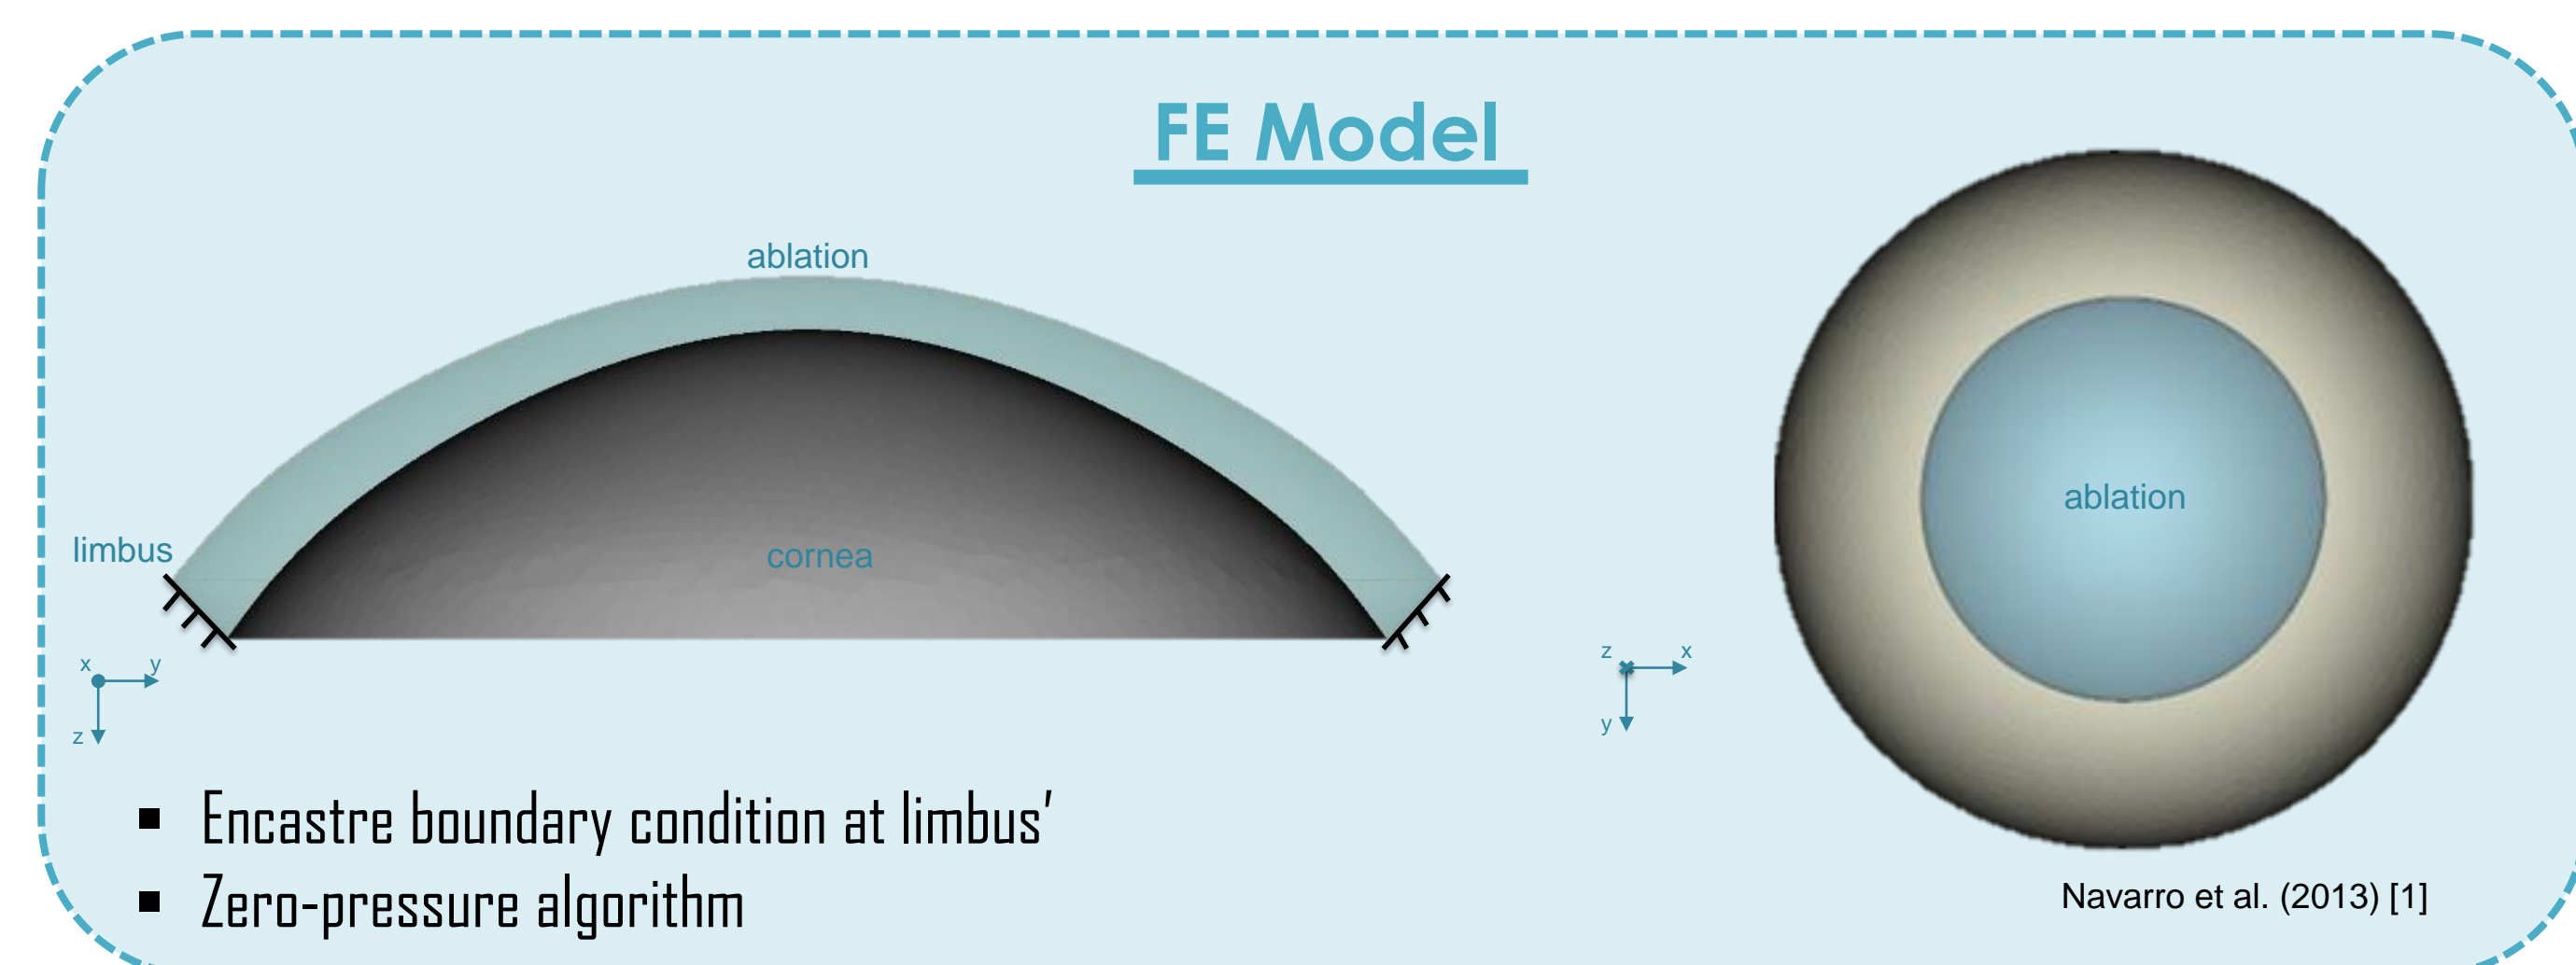 FE Model
ablation
limbus
cornea
x y
z
z x
y
ablation
▪ Encastre boundary condition at limbus’
▪ Zero-pressure algorithm
Navarro et al. (2013) [1]